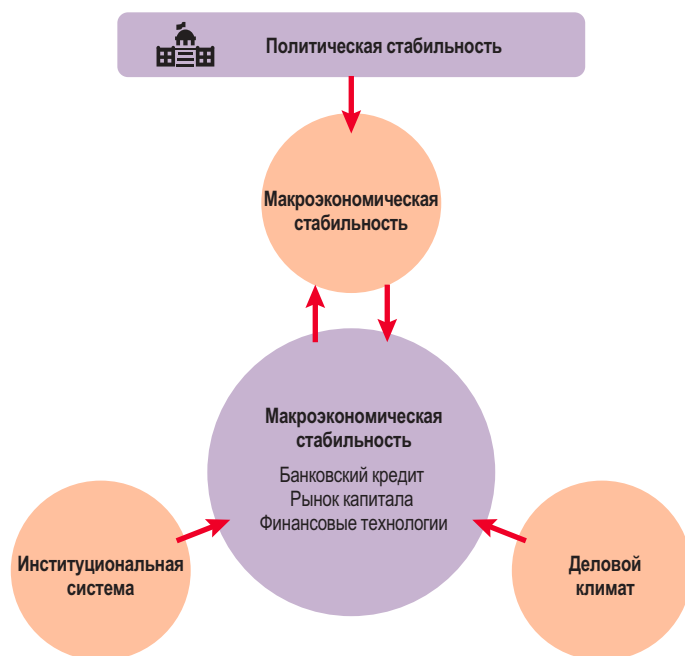 Политическая стабильность
Макроэкономическая
стабильность
Макроэкономическая
стабильность
Банковский кредит
Рынок капитала
Финансовые технологии
Институциональная
система
Деловой
климат